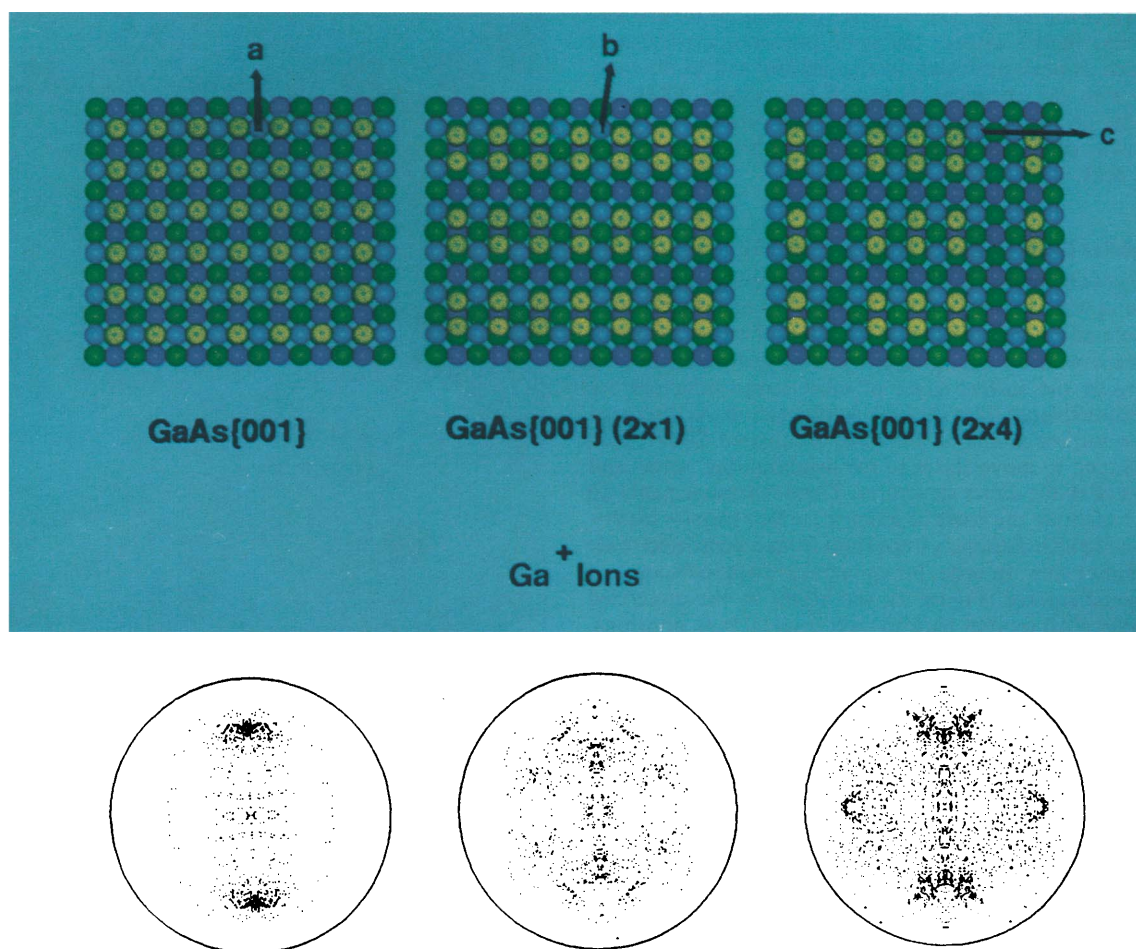 a
b
c
GaAs{001}
GaAs{001} (2x1)
GaAs{001} (2x4)
Ga+ Ions